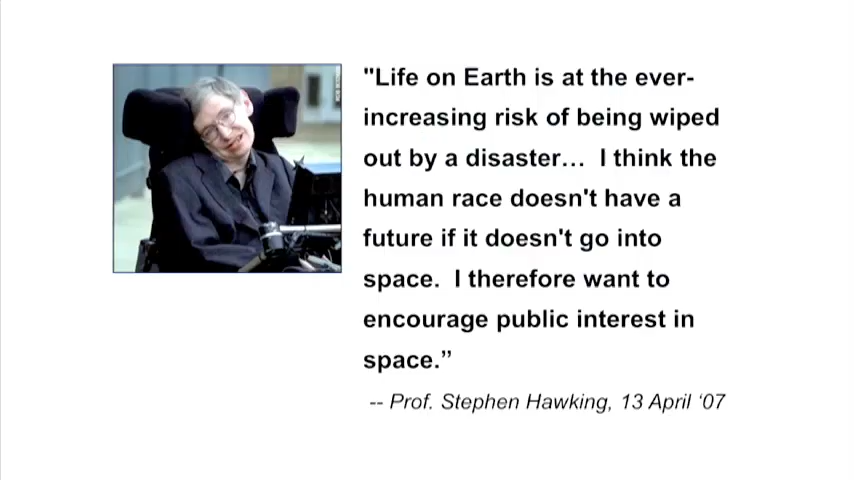 "Life on Earth is at the ever-
increasing risk of being wiped
out by a disaster...  I think the
human race doesn't have a
future if it doesn't go into
space.  I therefore want to
encourage public interest in
space.”
-- Prof. Stephen Hawking, 13 April ‘07